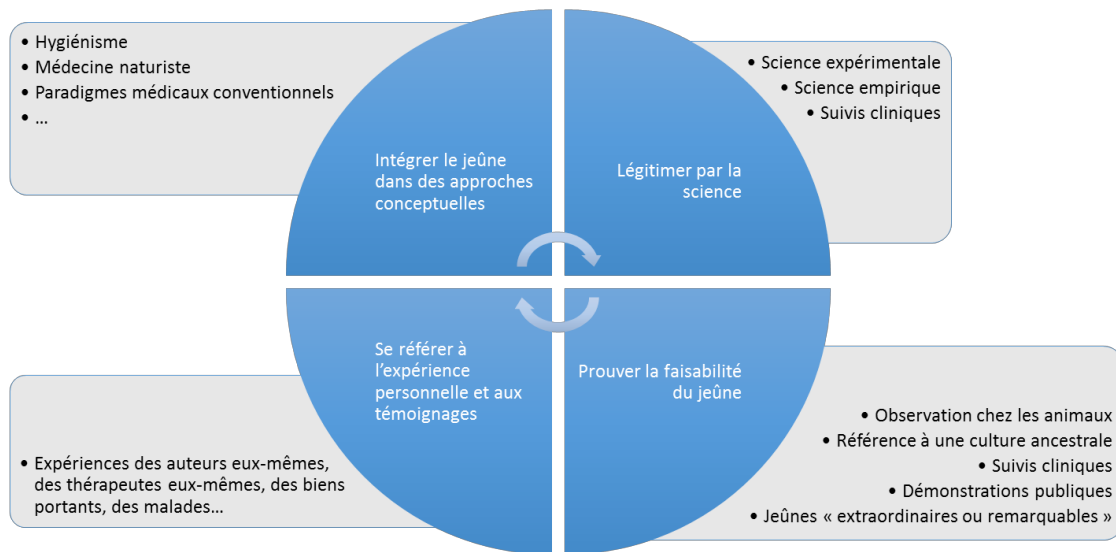 • Hygiénisme
• Médecine naturiste
• Paradigmes médicaux conventionnels
• ...
Intégrer le jeûne
dans des approches
conceptuelles
Légitimer par la
science
• Science expérimentale
• Science empirique
• Suivis cliniques
Se référer à
l'expérience
personnelle et aux
témoignages
• Expériences des auteurs eux-mêmes,
des thérapeutes eux-mêmes, des biens
portants, des malades...
Prouver la faisabilité
du jeûne
• Observation chez les animaux
• Référence à une culture ancestrale
• Suivis cliniques
• Démonstrations publiques
• Jeûnes « extraordinaires ou remarquables »